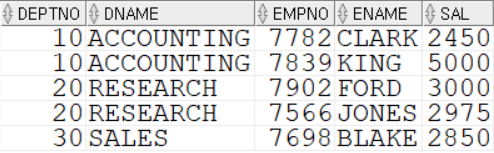 DEPTNO DNAME EMPNO ENAME SAL
10 ACCOUNTING 7782 CLARK 2450
10 ACCOUNTING 7839 KING 5000
20 RESEARCH 7902 FORD 3000
20 RESEARCH 7566 JONES 2975
30 SALES 7698 BLAKE 2850